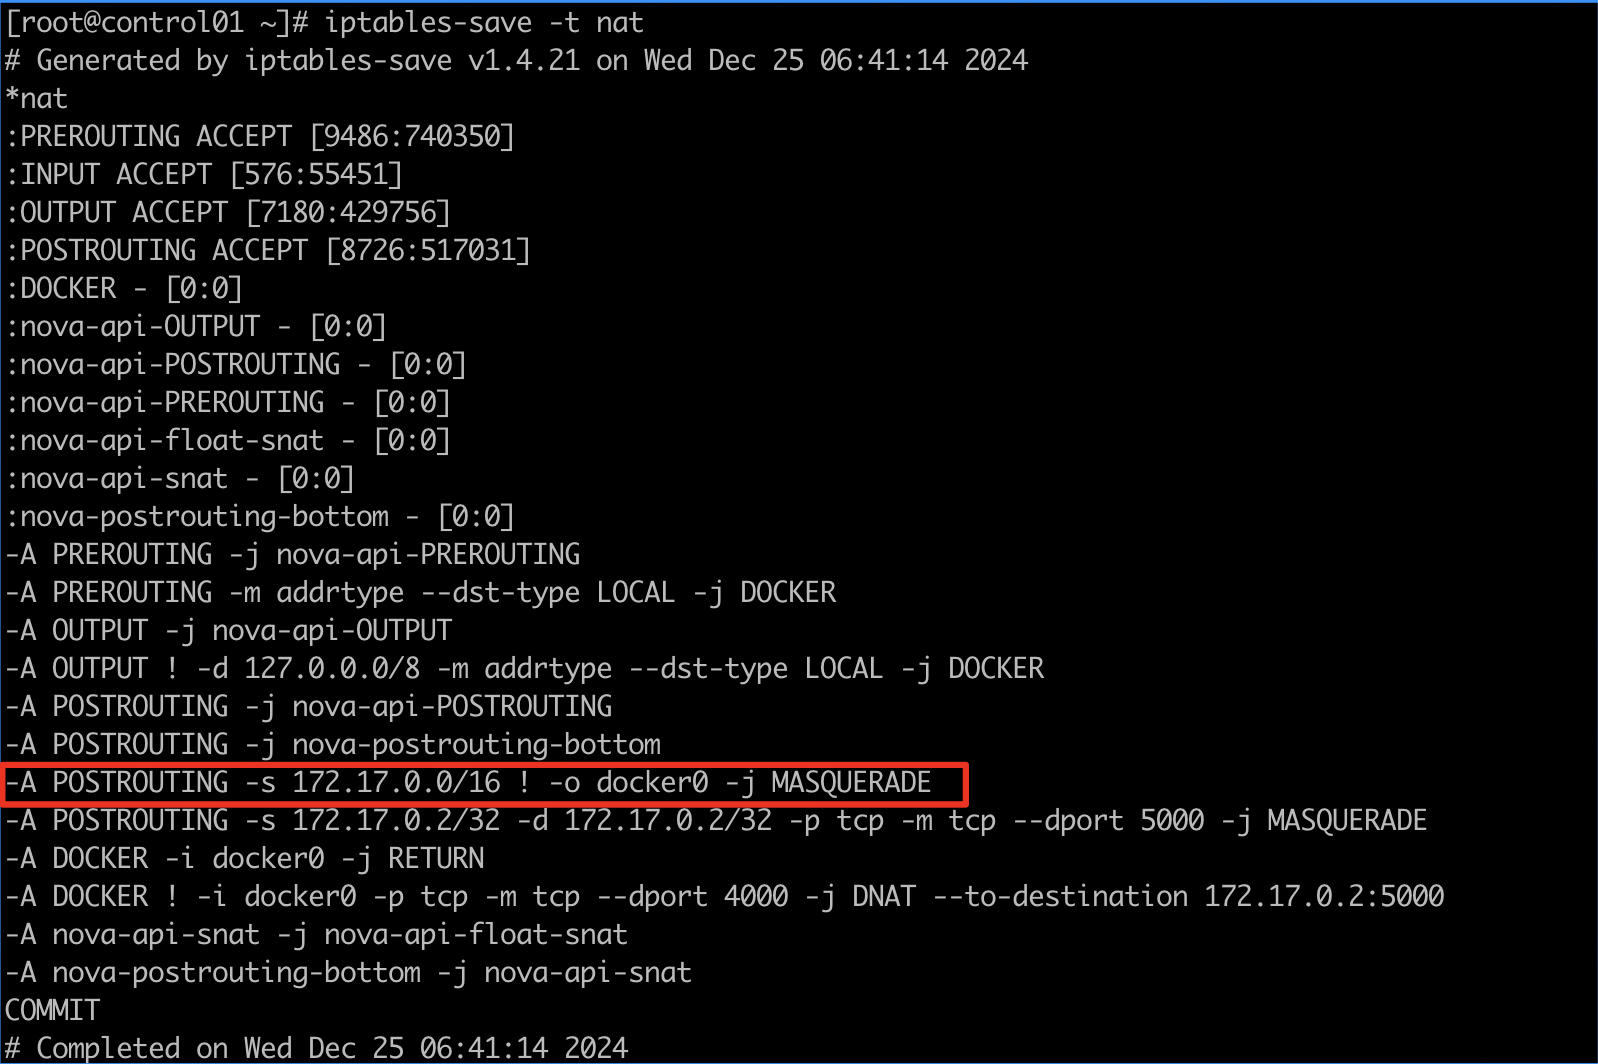 [root@control01 ~]# iptables-save -t nat
# Generated by iptables-save v1.4.21 on Wed Dec 25 06:41:14 2024
*nat
:PREROUTING ACCEPT [9486:740350]
:INPUT ACCEPT [576:55451]
:OUTPUT ACCEPT [7180:429756]
:POSTROUTING ACCEPT [8726:517031]
:DOCKER - [0:0]
:nova-api-OUTPUT - [0:0]
:nova-api-POSTROUTING - [0:0]
:nova-api-PREROUTING - [0:0]
:nova-api-float-snat - [0:0]
:nova-api-snat - [0:0]
:nova-postrouting-bottom - [0:0]
-A PREROUTING -j nova-api-PREROUTING
-A PREROUTING -m addrtype --dst-type LOCAL -j DOCKER
-A OUTPUT -j nova-api-OUTPUT
-A OUTPUT ! -d 127.0.0.0/8 -m addrtype --dst-type LOCAL -j DOCKER
-A POSTROUTING -j nova-api-POSTROUTING
-A POSTROUTING -j nova-postrouting-bottom
-A POSTROUTING -s 172.17.0.0/16 ! -o docker0 -j MASQUERADE
-A POSTROUTING -s 172.17.0.2/32 -d 172.17.0.2/32 -p tcp -m tcp --dport 5000 -j MASQUERADE
-A DOCKER -i docker0 -j RETURN
-A DOCKER ! -i docker0 -p tcp -m tcp --dport 4000 -j DNAT --to-destination 172.17.0.2:5000
-A nova-api-snat -j nova-api-float-snat
-A nova-postrouting-bottom -j nova-api-snat
COMMIT
# Completed on Wed Dec 25 06:41:14 2024